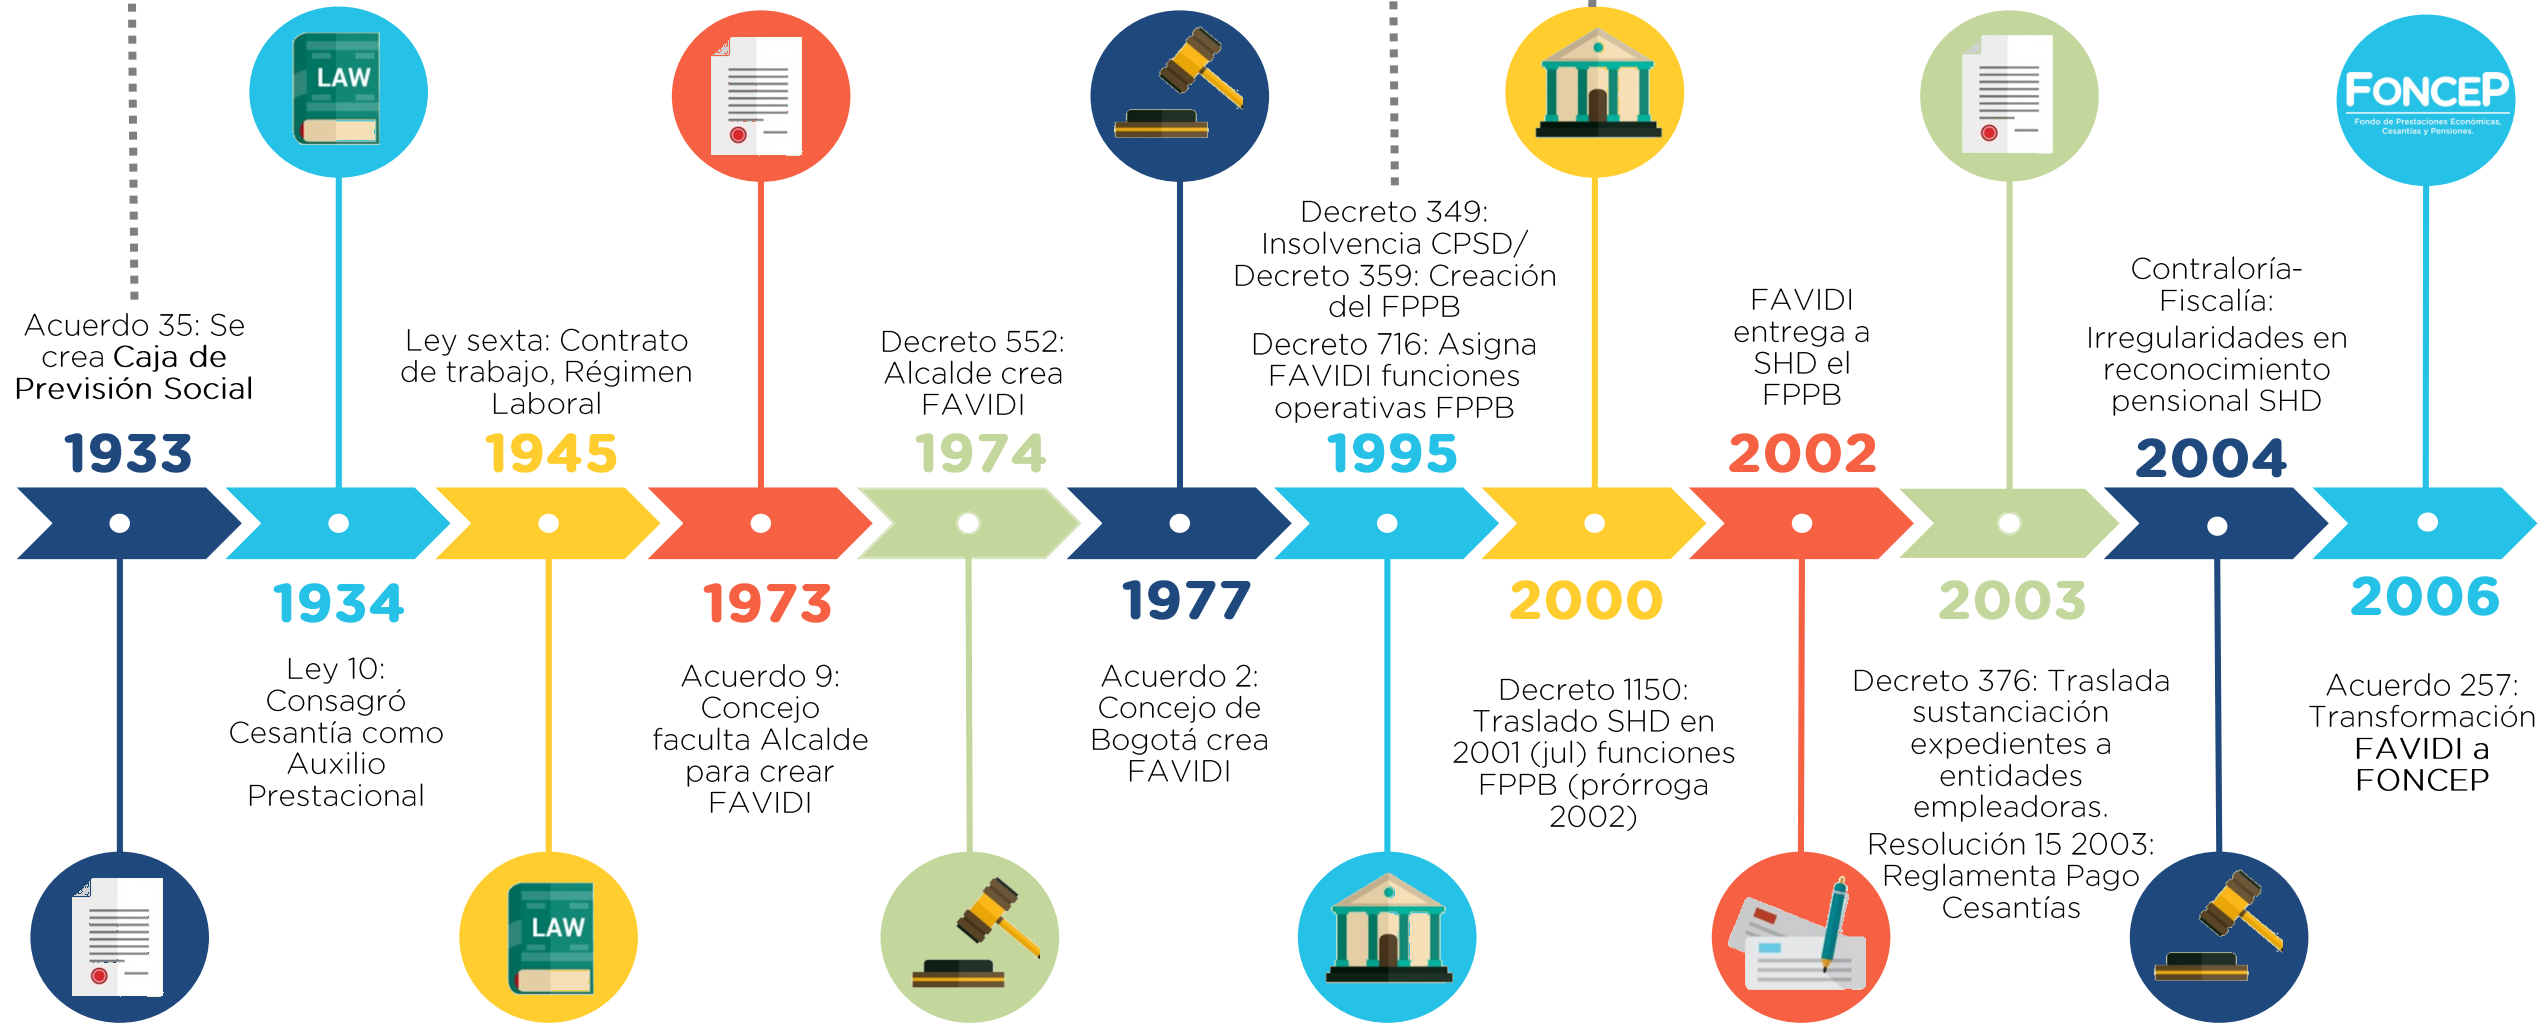 Acuerdo 35: Se
crea Caja de
Previsión Social
1933
LAW
1934
Ley 10:
Consagró
Cesantía como
Auxilio
Prestacional
Ley sexta: Contrato
de trabajo, Régimen
Laboral
1945
LAW
1973
Acuerdo 9:
Concejo
faculta Alcalde
para crear
FAVIDI
Decreto 552:
Alcalde crea
FAVIDI
1974
1977
Acuerdo 2:
Concejo de
Bogotá crea
FAVIDI
Decreto 349:
Insolvencia CPSD/
Decreto 359: Creación
del FPPB
Decreto 716: Asigna
FAVIDI funciones
operativas FPPB
1995
2000
Decreto 1150:
Traslado SHD en
2001 (jul) funciones
FPPB (prórroga
2002)
FAVIDI
entrega a
SHD el
FPPB
2002
2003
Decreto 376: Traslada
sustanciación
expedientes a
entidades
empleadoras.
Resolución 15 2003:
Reglamenta Pago
Cesantías
Contraloría-
Fiscalía:
Irregularidades en
reconocimiento
pensional SHD
2004
FONCEP
Fondo de Prestaciones Económicas,
Cesantías y Pensiones.
2006
Acuerdo 257:
Transformación
FAVIDI a
FONCEP